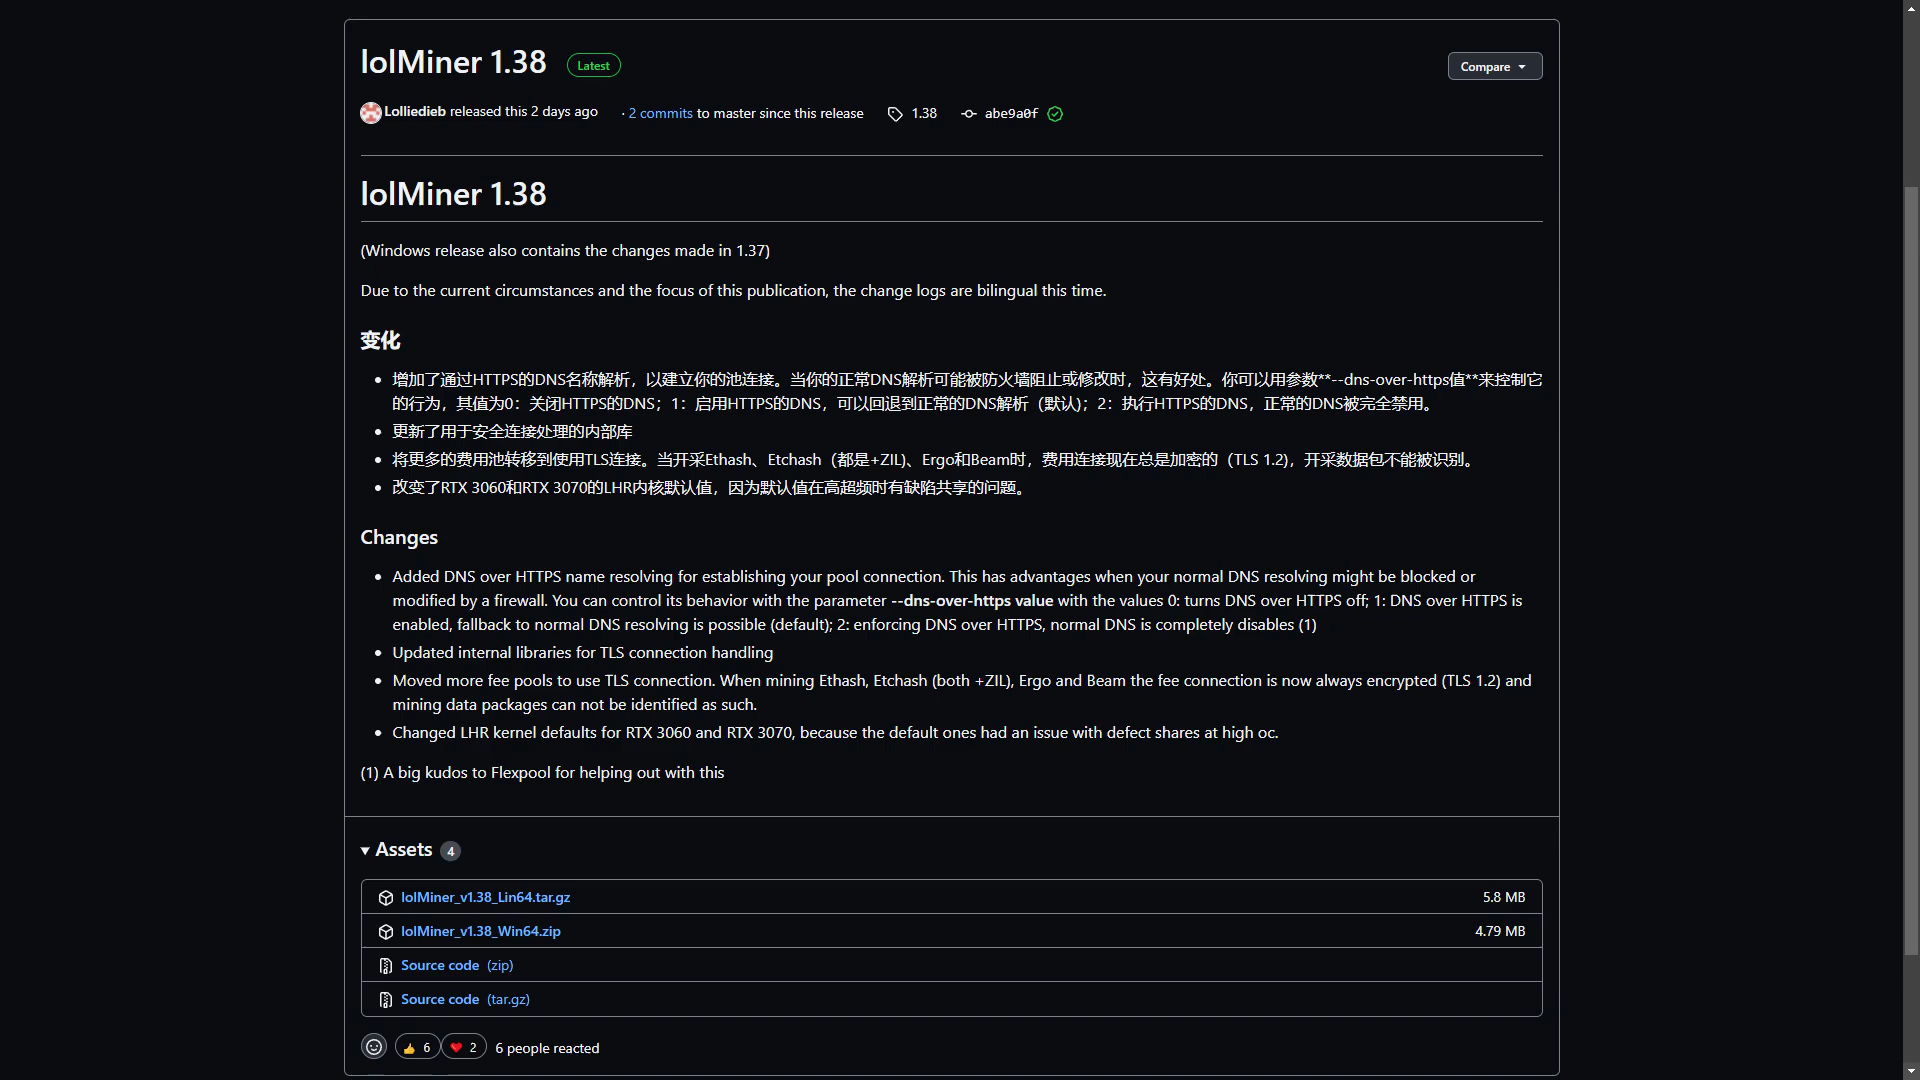 lolMiner 1.38 Latest
Compare
Lolliedieb released this 2 days ago · 2 commits to master since this release 1.38 abe9a0f
lolMiner 1.38
(Windows release also contains the changes made in 1.37)
Due to the current circumstances and the focus of this publication, the change logs are bilingual this time.
变化
增加了通过HTTPS的DNS名称解析，以建立你的池连接。当你的正常DNS解析可能被防火墙阻止或修改时，这有好处。你可以用参数**--dns-over-https值**来控制它
的行为，其值为0：关闭HTTPS的DNS；1：启用HTTPS的DNS，可以回退到正常的DNS解析（默认)；2：执行HTTPS的DNS，正常的DNS被完全禁用。
更新了用于安全连接处理的内部库
将更多的费用池转移到使用TLS连接。当开采Ethash、Etchash（都是+ZIL)、Ergo和Beam时，费用连接现在总是加密的（TLS 1.2)，开采数据包不能被识别。
改变了RTX 3060和RTX 3070的LHR内核默认值，因为默认值在高超频时有缺陷共享的问题。
Changes
Added DNS over HTTPS name resolving for establishing your pool connection. This has advantages when your normal DNS resolving might be blocked or
modified by a firewall. You can control its behavior with the parameter --dns-over-https value with the values 0: turns DNS over HTTPS off; 1: DNS over HTTPS is
enabled, fallback to normal DNS resolving is possible (default); 2: enforcing DNS over HTTPS, normal DNS is completely disables (1)
Updated internal libraries for TLS connection handling
Moved more fee pools to use TLS connection. When mining Ethash, Etchash (both +ZIL), Ergo and Beam the fee connection is now always encrypted (TLS 1.2) and
mining data packages can not be identified as such.
Changed LHR kernel defaults for RTX 3060 and RTX 3070, because the default ones had an issue with defect shares at high oc.
(1) A big kudos to Flexpool for helping out with this
Assets 4
lolMiner_v1.38_Lin64.tar.gz 5.8 MB
lolMiner_v1.38_Win64.zip 4.79 MB
Source code (zip)
Source code (tar.gz)
6 2 6 people reacted